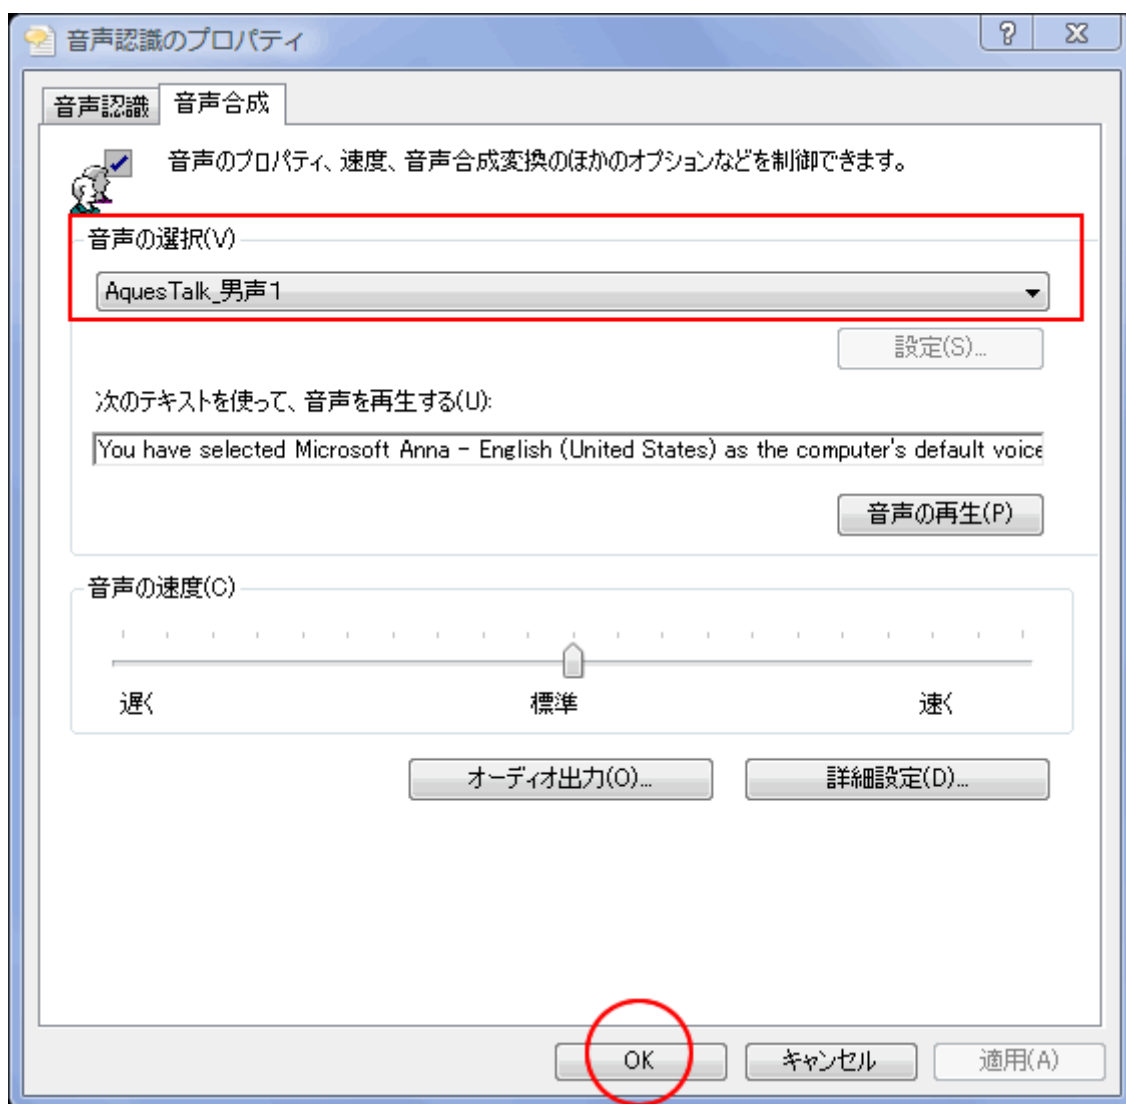 音声認識のプロパティ
音声認識 音声合成
音声のプロパティ、速度、音声合成変換のほかのオプションなどを制御できます。
音声の選択(V)
AquesTalk_男声1
設定(S)...
次のテキストを使って、音声を再生する(U):
You have selected Microsoft Anna - English (United States) as the computer's default voice
音声の再生(P)
音声の速度(C)
遅く 標準 速く
オーディオ出力(O)... 詳細設定(D)...
OK キャンセル 適用(A)